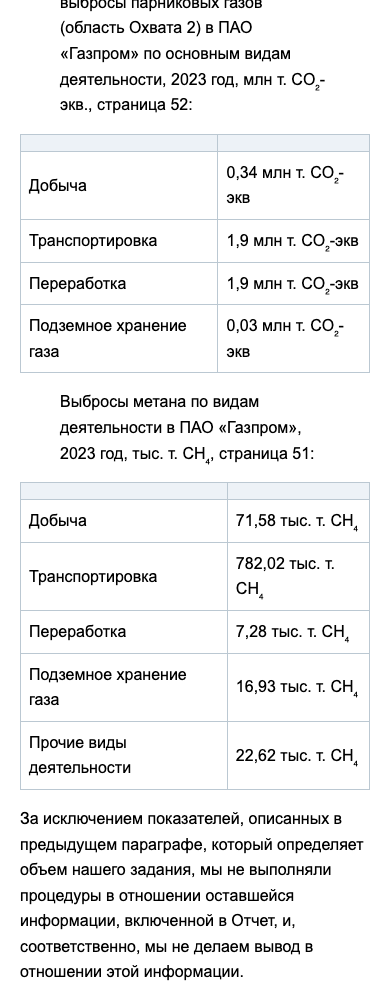 выбросы парниковых газов
(область Охвата 2) в ПАО
«Газпром» по основным видам
деятельности, 2023 год, млн т. CO₂-
экв., страница 52:
Добыча
0,34 млн т. CO₂-
экв
Транспортировка
1,9 млн т. CO₂-экв
Переработка
1,9 млн т. CO₂-экв
Подземное хранение
газа
0,03 млн т. CO₂-
экв
Выбросы метана по видам
деятельности в ПАО «Газпром»,
2023 год, тыс. т. CH₄, страница 51:
Добыча
71,58 тыс. т. CH₄
Транспортировка
782,02 тыс. т.
CH₄
Переработка
7,28 тыс. т. CH₄
Подземное хранение
газа
16,93 тыс. т. CH₄
Прочие виды
деятельности
22,62 тыс. т. CH₄
За исключением показателей, описанных в
предыдущем параграфе, который определяет
объем нашего задания, мы не выполняли
процедуры в отношении оставшейся
информации, включенной в Отчет, и,
соответственно, мы не делаем вывод в
отношении этой информации.